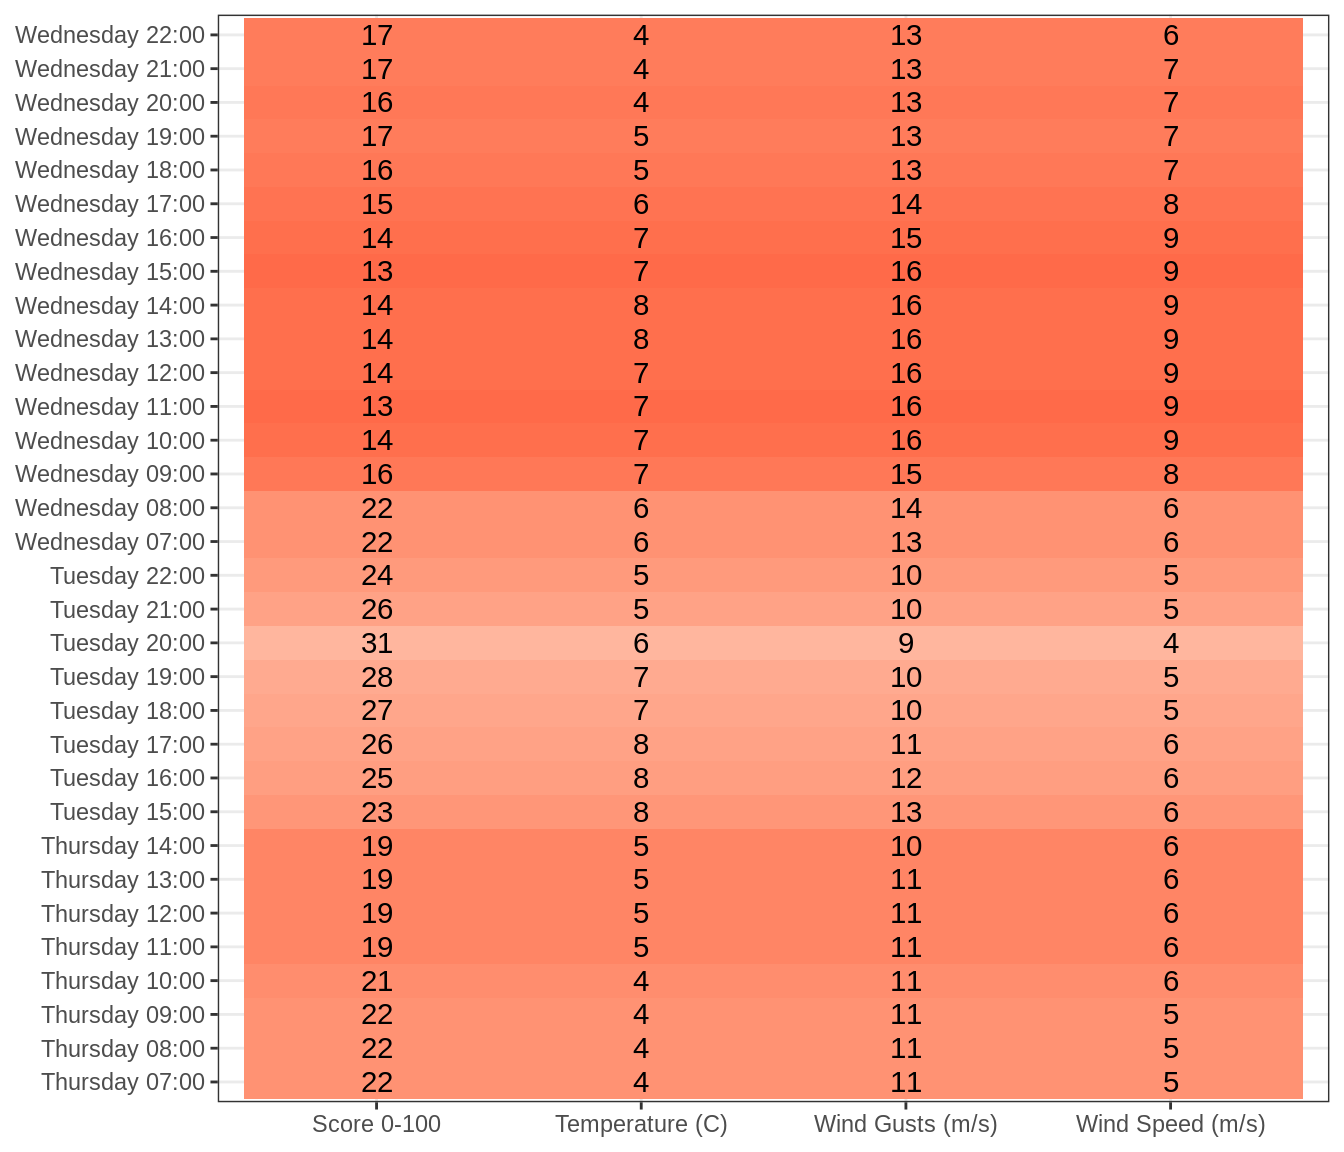 Wednesday 22:00 17 4 13 6
Wednesday 21:00 17 4 13 7
Wednesday 20:00 16 4 13 7
Wednesday 19:00 17 5 13 7
Wednesday 18:00 16 5 13 7
Wednesday 17:00 15 6 14 8
Wednesday 16:00 14 7 15 9
Wednesday 15:00 13 7 16 9
Wednesday 14:00 14 8 16 9
Wednesday 13:00 14 8 16 9
Wednesday 12:00 14 7 16 9
Wednesday 11:00 13 7 16 9
Wednesday 10:00 14 7 16 9
Wednesday 09:00 16 7 15 8
Wednesday 08:00 22 6 14 6
Wednesday 07:00 22 6 13 6
Tuesday 22:00 24 5 10 5
Tuesday 21:00 26 5 10 5
Tuesday 20:00 31 6 9 4
Tuesday 19:00 28 7 10 5
Tuesday 18:00 27 7 10 5
Tuesday 17:00 26 8 11 6
Tuesday 16:00 25 8 12 6
Tuesday 15:00 23 8 13 6
Thursday 14:00 19 5 10 6
Thursday 13:00 19 5 11 6
Thursday 12:00 19 5 11 6
Thursday 11:00 19 5 11 6
Thursday 10:00 21 4 11 6
Thursday 09:00 22 4 11 5
Thursday 08:00 22 4 11 5
Thursday 07:00 22 4 11 5
Score 0-100 Temperature (C) Wind Gusts (m/s) Wind Speed (m/s)